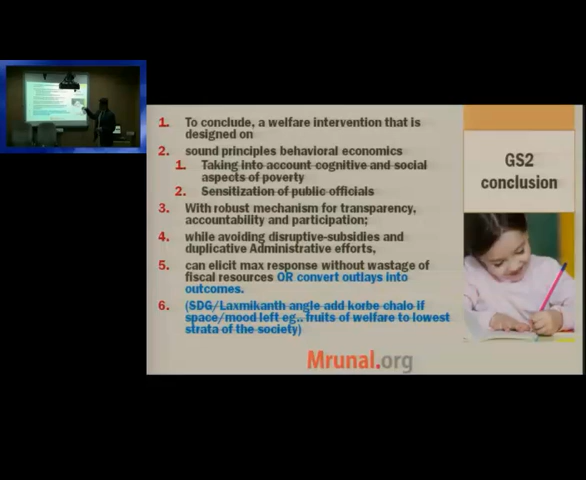 1. To conclude, a welfare intervention that is
designed on
2. sound principles behavioral economics
1. Taking into account cognitive and social
aspects of poverty
2. Sensitization of public officials
3. With robust mechanism for transparency,
accountability and participation;
4. while avoiding disruptive-subsidies and
duplicative Administrative efforts,
5. can elicit max response without wastage of
fiscal resources OR convert outlays into
outcomes.
6. (SDG/Laxmikanth angle add korbe chalo if
space/mood left eg.. fruits of welfare to lowest
strata of the society)
GS2
conclusion
Mrunal.org